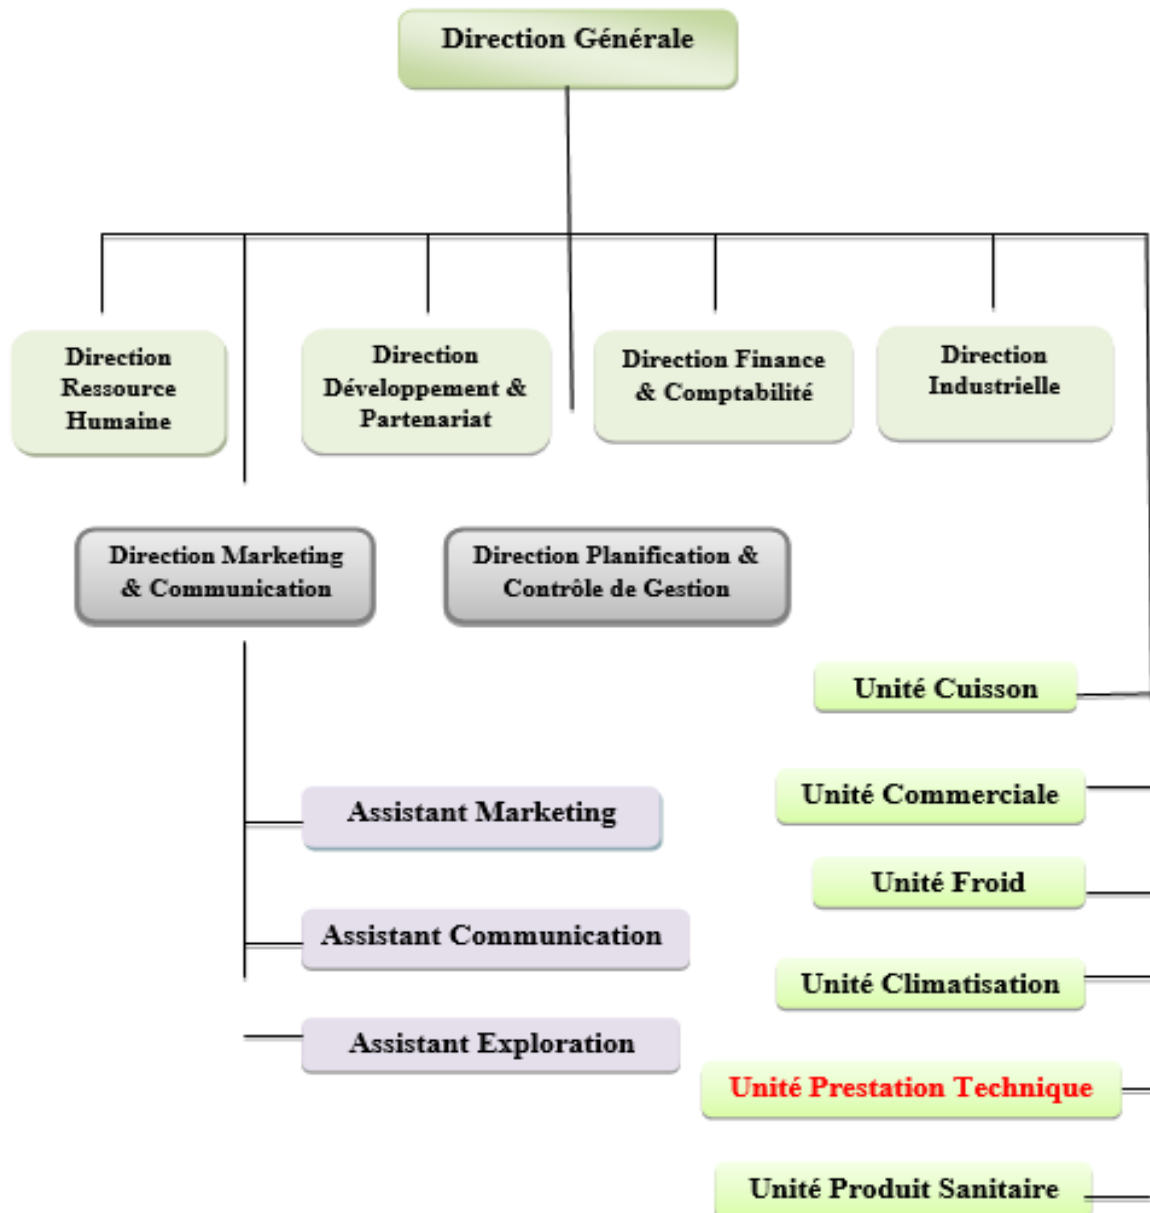 Direction Générale
Direction
Ressource
Humaine
Direction
Développement &
Partenariat
Direction Finance
& Comptabilité
Direction
Industrielle
Direction Marketing
& Communication
Direction Planification &
Contrôle de Gestion
Unité Cuisson
Unité Commerciale
Assistant Marketing
Unité Froid
Assistant Communication
Unité Climatisation
Assistant Exploration
Unité Prestation Technique
Unité Produit Sanitaire